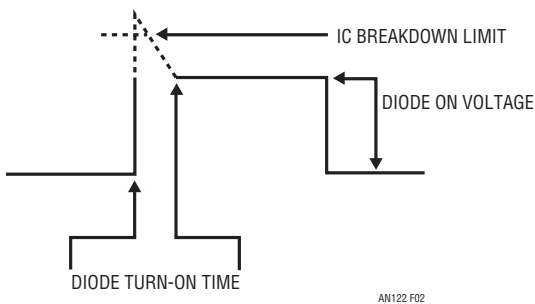 IC BREAKDOWN LIMIT
DIODE ON VOLTAGE
DIODE TURN-ON TIME
AN122 F02